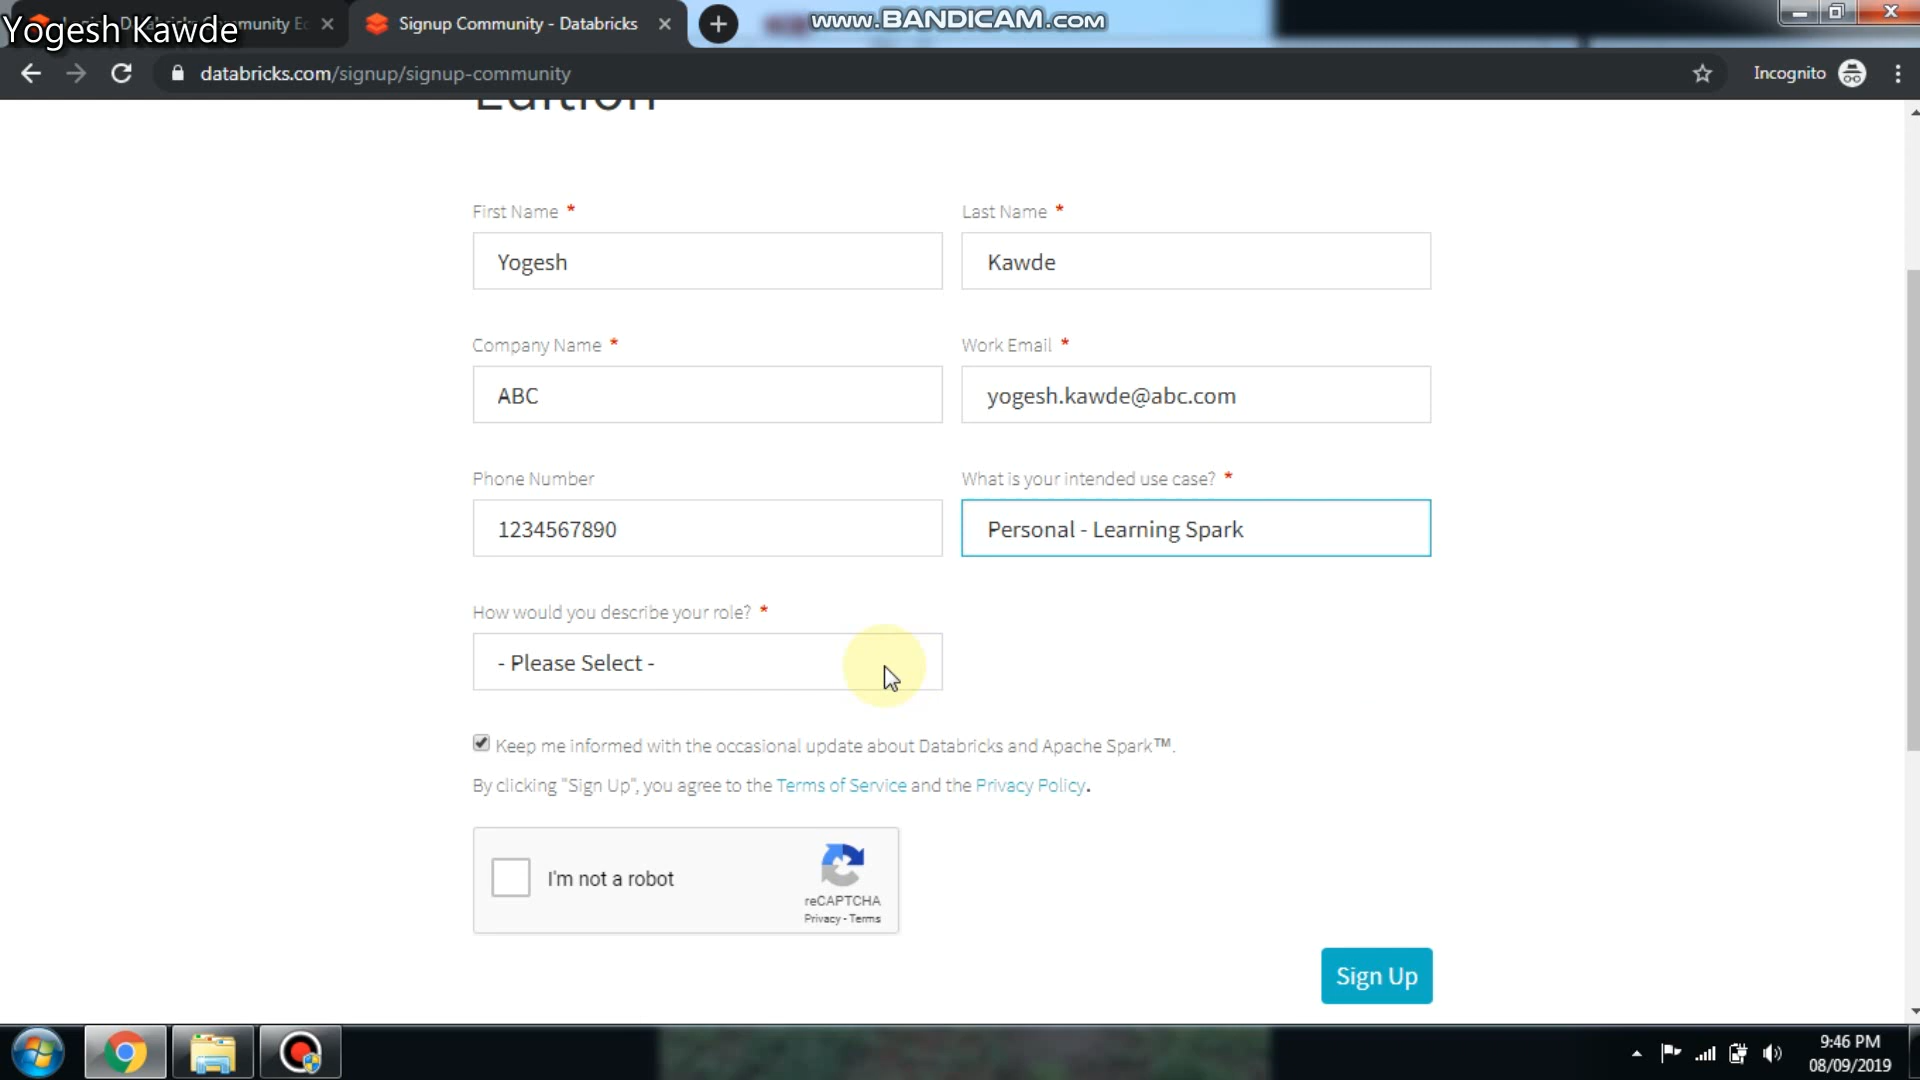 Yogesh Kawde
Signup Community - Databricks
www.BANDICAM.com
databricks.com/signup/signup-community
Incognito
Edition
First Name *
Last Name *
Yogesh
Kawde
Company Name *
Work Email *
ABC
yogesh.kawde@abc.com
Phone Number
What is your intended use case? *
1234567890
Personal - Learning Spark
How would you describe your role? *
- Please Select -
Keep me informed with the occasional update about Databricks and Apache Spark™.
By clicking "Sign Up", you agree to the Terms of Service and the Privacy Policy.
I'm not a robot
reCAPTCHA
Privacy - Terms
Sign Up
9:46 PM
08/09/2019